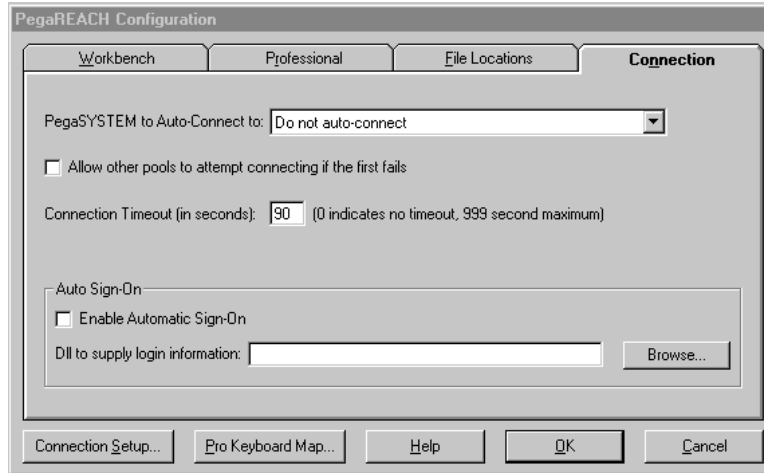 PegaREACH Configuration
Workbench Professional File Locations Connection
PegaSYSTEM to Auto-Connect to: Do not auto-connect
Allow other pools to attempt connecting if the first fails
Connection Timeout (in seconds): 90 (0 indicates no timeout, 999 second maximum)
Auto Sign-On
Enable Automatic Sign-On
Dll to supply login information: Browse...
Connection Setup... Pro Keyboard Map... Help OK Cancel